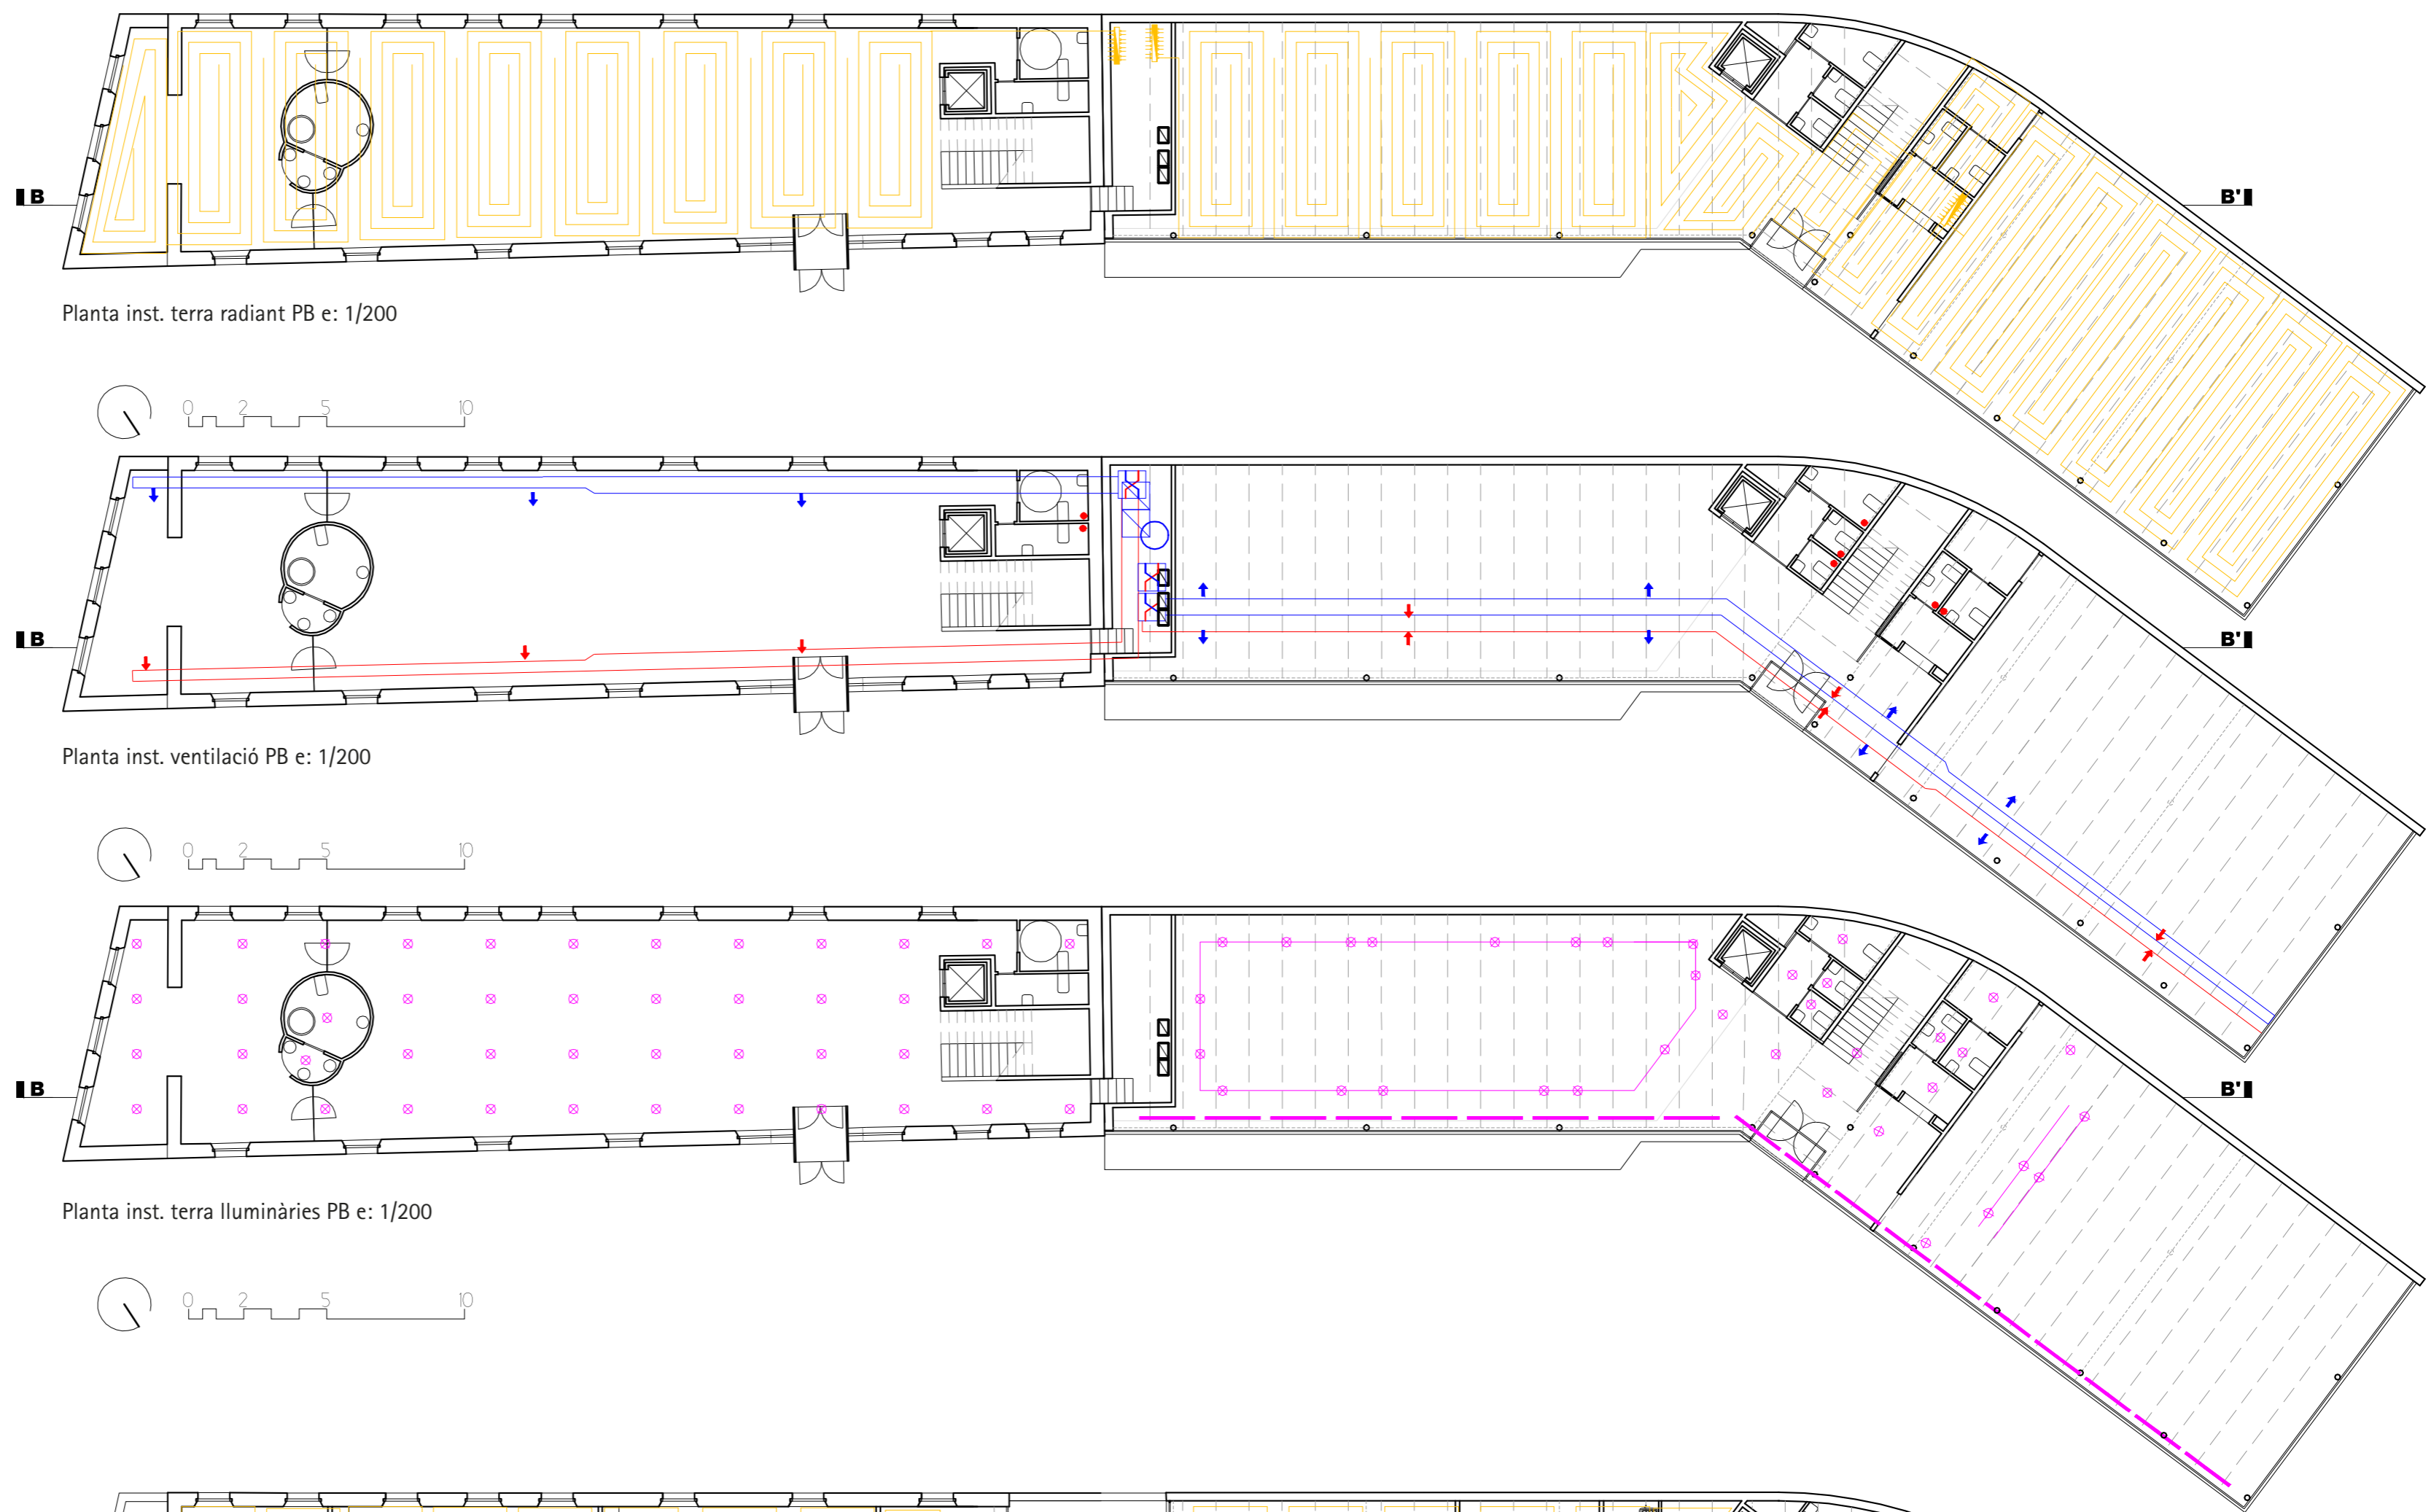 B B'
Planta inst. terra radiant PB e: 1/200
0 2 5 10
B B'
Planta inst. ventilació PB e: 1/200
0 2 5 10
B B'
Planta inst. terra lluminàries PB e: 1/200
0 2 5 10